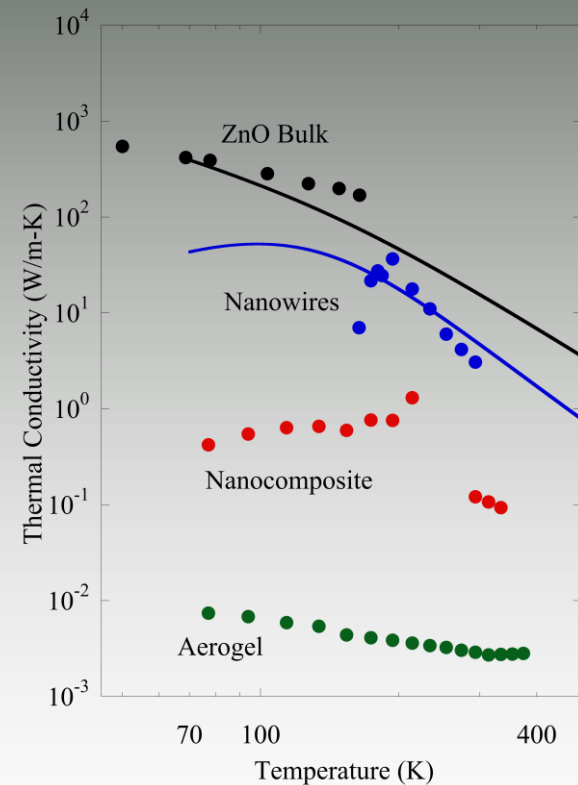 10^4
10^3
10^2
10^1
10^0
10^-1
10^-2
10^-3
Thermal Conductivity (W/m-K)
ZnO Bulk
Nanowires
Nanocomposite
Aerogel
70 100 400
Temperature (K)